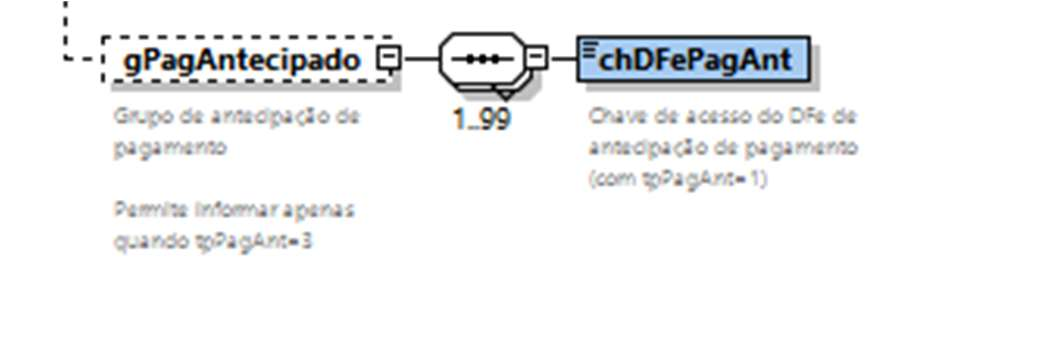 gPagAntecipado
chDFePagAnt
1..99
Grupo de antecipação de
pagamento
Permite informar apenas
quando tpPagAnt=3
Chave de acesso do DFe de
antecipação de pagamento
(com tpPagAnt=1)